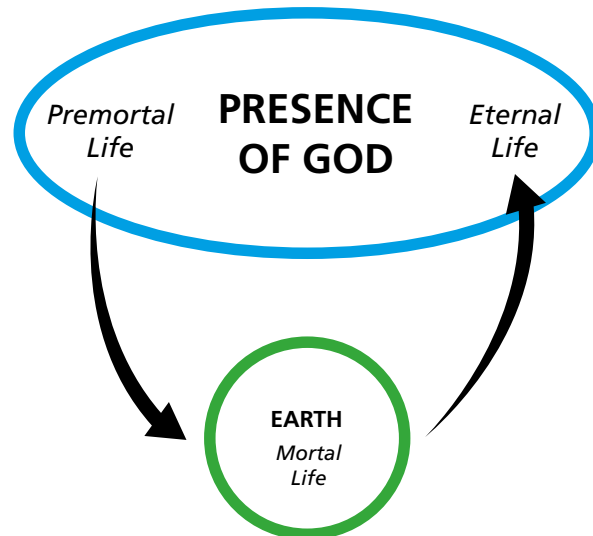 Premortal
Life
PRESENCE
OF GOD
Eternal
Life
EARTH
Mortal
Life